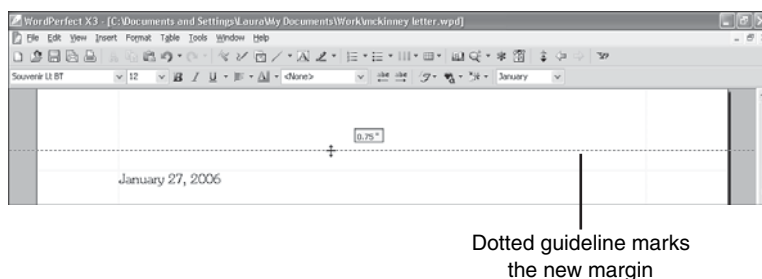 WordPerfect X3 - [C:\Documents and Settings\Laura\My Documents\Work\mckinney letter.wpd]
File Edit View Insert Format Table Tools Window Help
Souvenir Lt BT 12 B I U <None> abc abc January
0.75"
January 27, 2006
Dotted guideline marks
the new margin